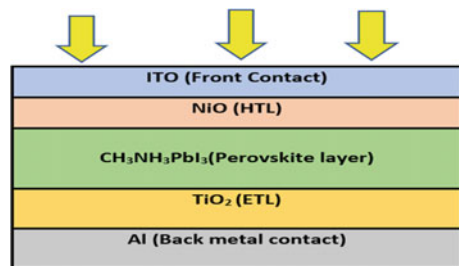 ITO (Front Contact)
NiO (HTL)
CH₃NH₃PbI₃(Perovskite layer)
TiO₂ (ETL)
Al (Back metal contact)